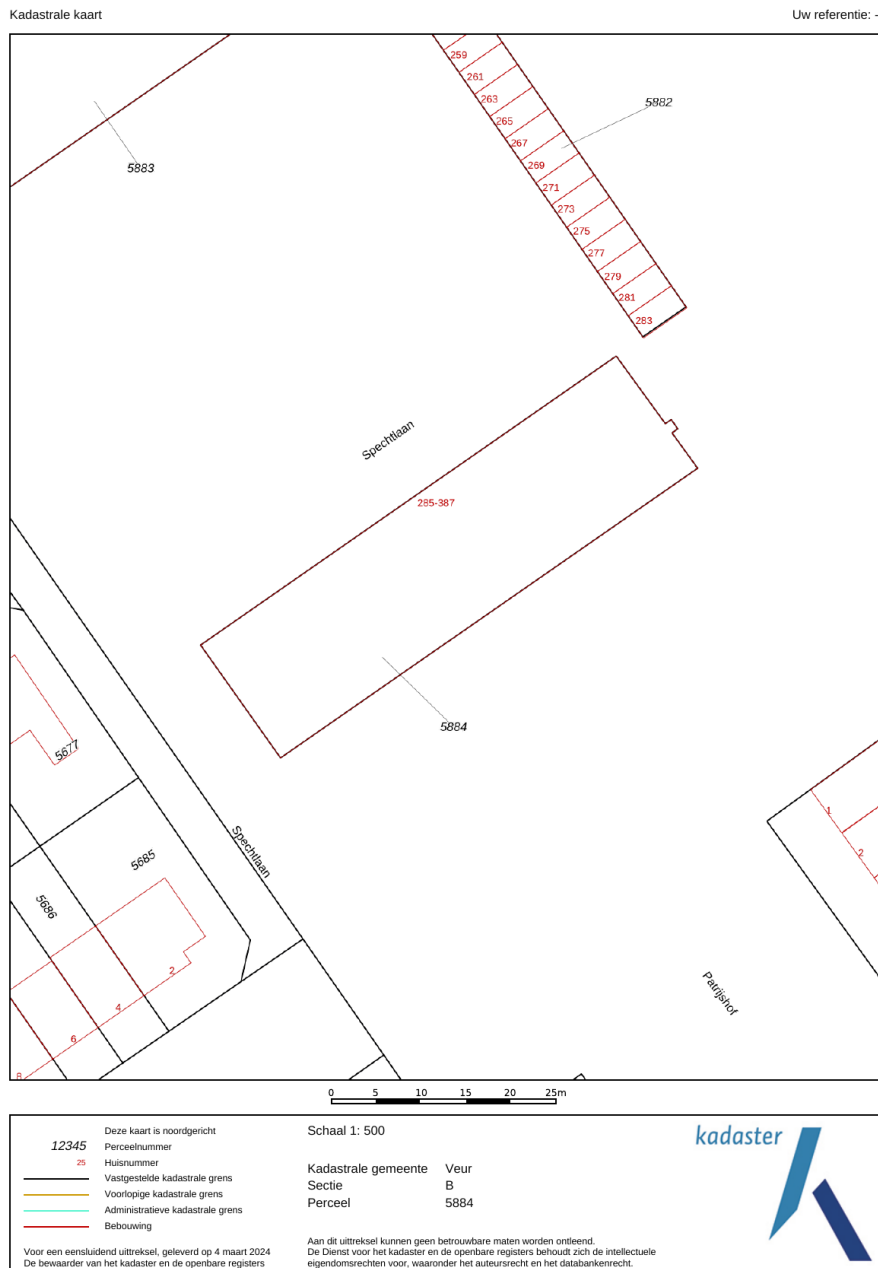 Kadastrale kaart
Uw referentie: -
259
261
263
265
267
269
271
273
275
277
279
281
283
5882
5883
Spechtlaan
285-387
5884
5677
5685
5686
Spechtlaan
2
4
6
8
1
2
Patrijshof
0 5 10 15 20 25m
Deze kaart is noordgericht
12345 Perceelnummer
25 Huisnummer
Vastgestelde kadastrale grens
Voorlopige kadastrale grens
Administratieve kadastrale grens
Bebouwing
Voor een eensluidend uittreksel, geleverd op 4 maart 2024
De bewaarder van het kadaster en de openbare registers
Schaal 1: 500
Kadastrale gemeente Veur
Sectie B
Perceel 5884
Aan dit uittreksel kunnen geen betrouwbare maten worden ontleend.
De Dienst voor het kadaster en de openbare registers behoudt zich de intellectuele
eigendomsrechten voor, waaronder het auteursrecht en het databankenrecht.
kadaster